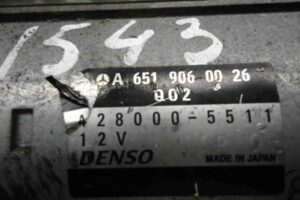 1543
A 651 906 00 26
002
428000-5511
12V
DENSO
MADE IN JAPAN